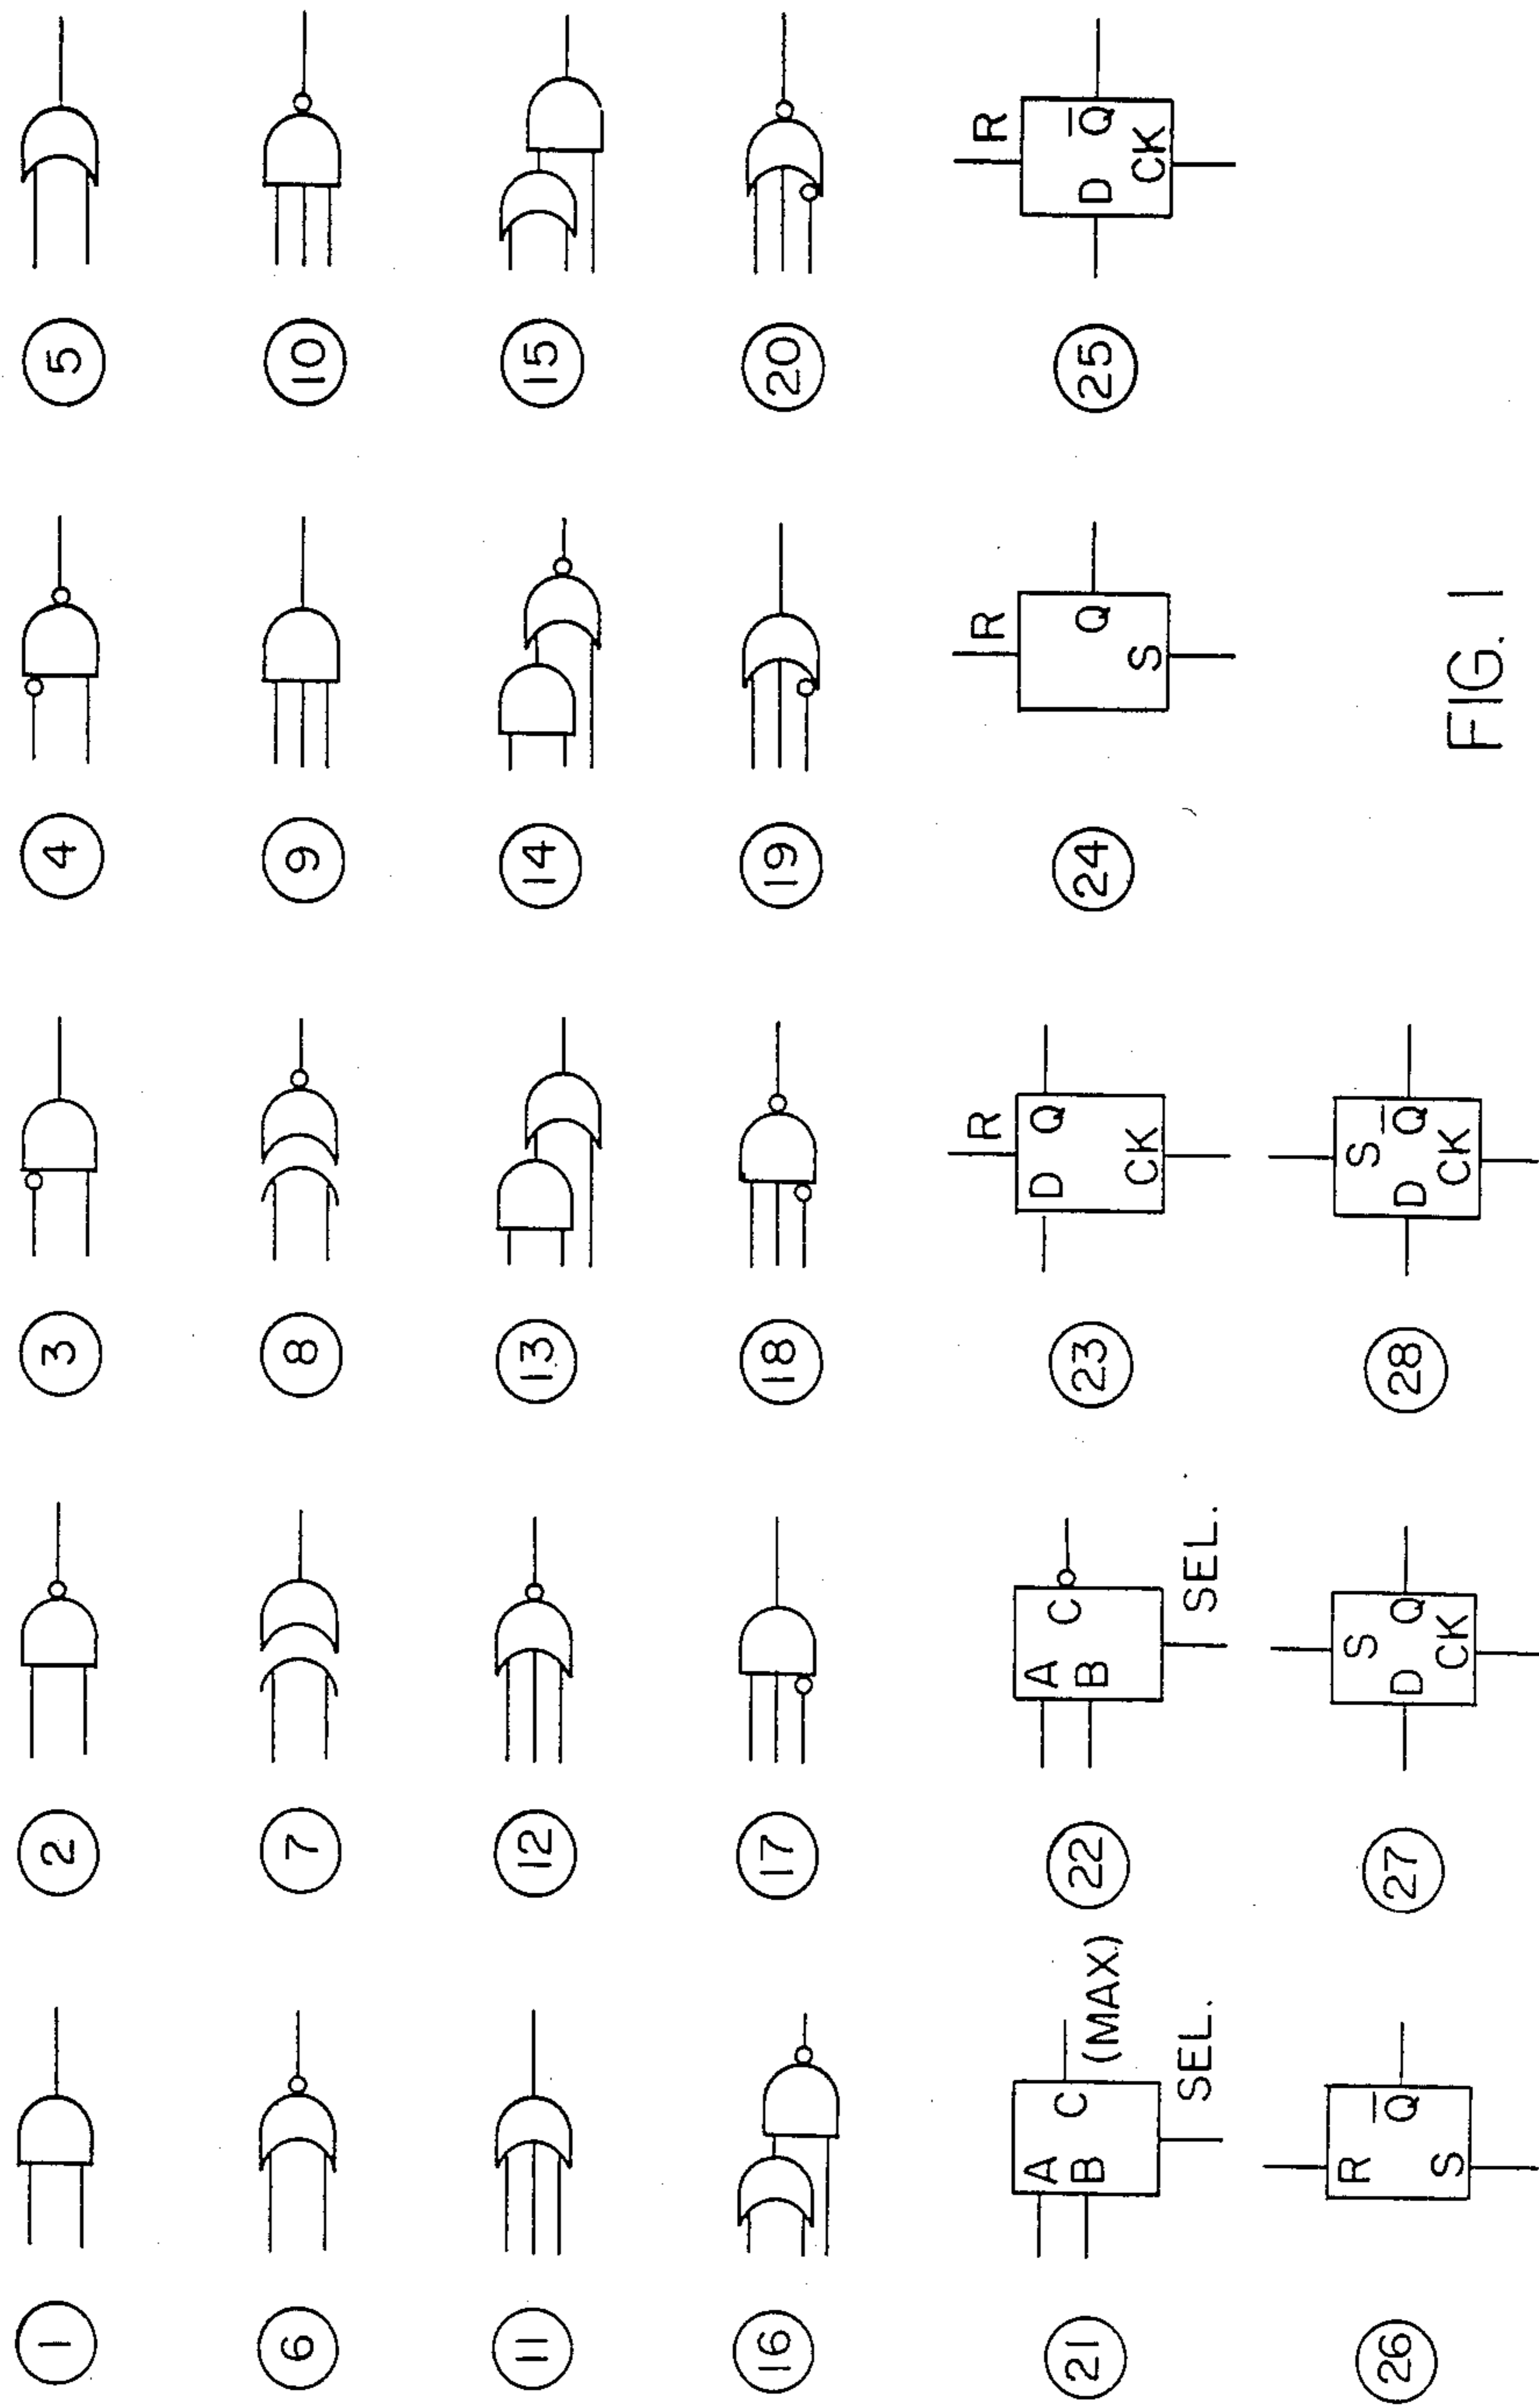 1 2 3 4 5
6 7 8 9 10
11 12 13 14 15
16 17 18 19 20
21 A B C (MAX) SEL.
22 A B C SEL.
23 R D Q CK
24 R Q S
25 R D Q̅ CK
26 R Q̅ S
27 S D Q CK
28 S D Q̅ CK
FIG. 1